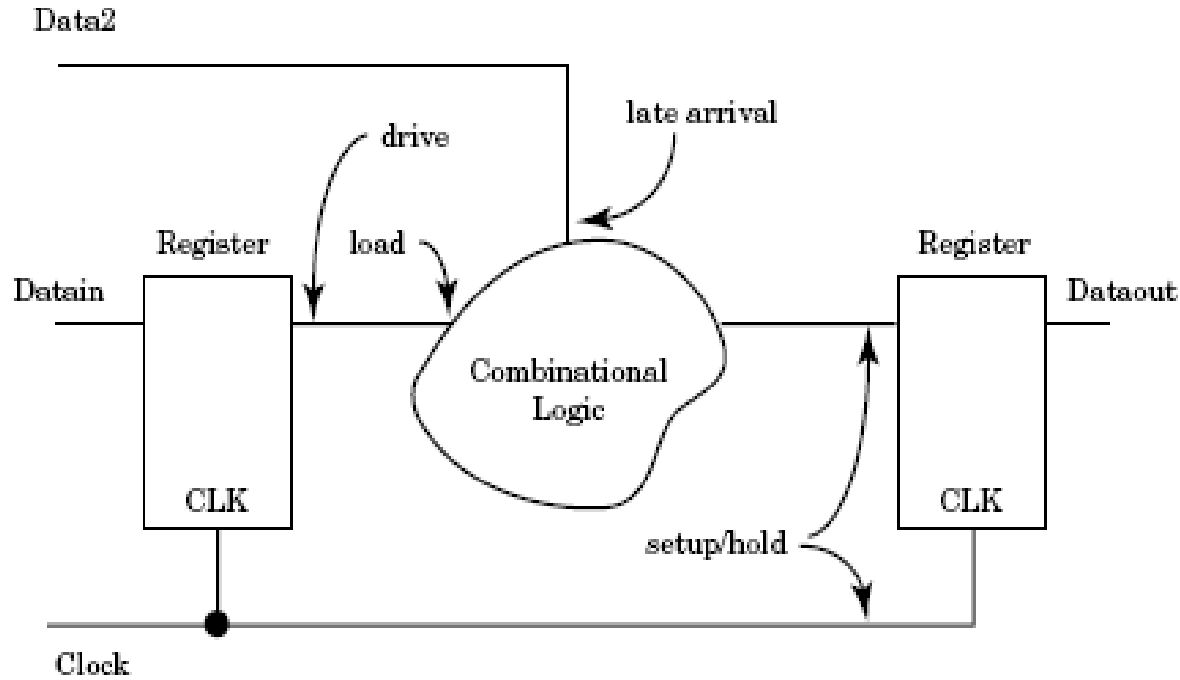 Data2
late arrival
drive
Register
load
Register
Datain
Dataout
Combinational
Logic
CLK
CLK
setup/hold
Clock